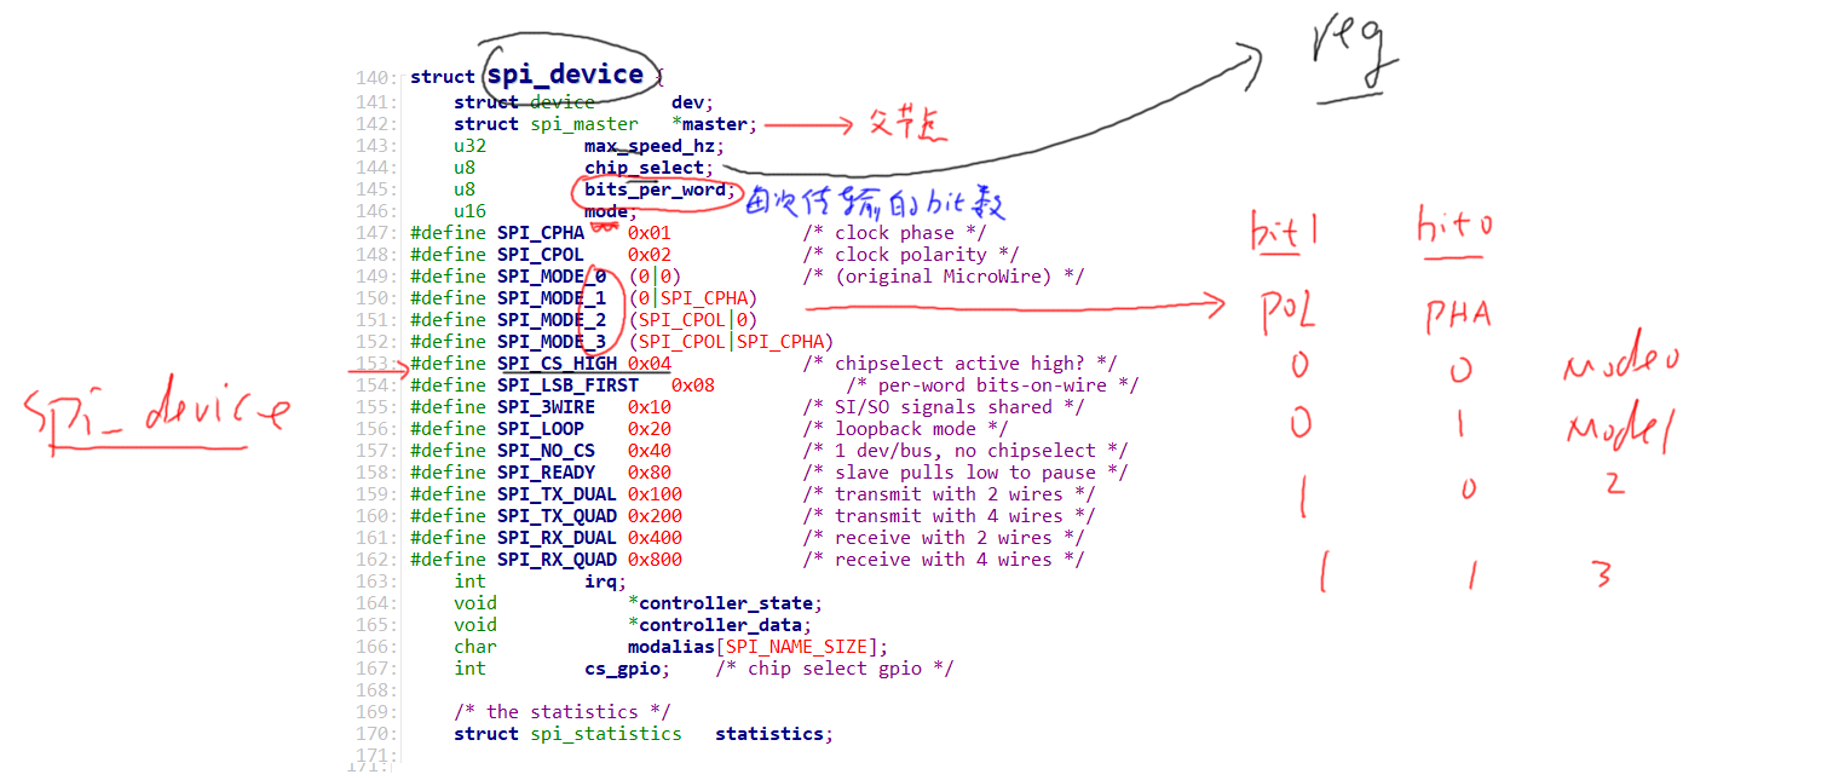 reg
140: struct spi_device {
141: struct device dev;
142: struct spi_master *master; 父节点
143: u32 max_speed_hz;
144: u8 chip_select;
145: u8 bits_per_word; 每次传输的bit数
146: u16 mode;
147: #define SPI_CPHA 0x01 /* clock phase */
148: #define SPI_CPOL 0x02 /* clock polarity */
149: #define SPI_MODE_0 (0|0) /* (original MicroWire) */
150: #define SPI_MODE_1 (0|SPI_CPHA)
151: #define SPI_MODE_2 (SPI_CPOL|0)
152: #define SPI_MODE_3 (SPI_CPOL|SPI_CPHA)
153: #define SPI_CS_HIGH 0x04 /* chipselect active high? */
154: #define SPI_LSB_FIRST 0x08 /* per-word bits-on-wire */
155: #define SPI_3WIRE 0x10 /* SI/SO signals shared */
156: #define SPI_LOOP 0x20 /* loopback mode */
157: #define SPI_NO_CS 0x40 /* 1 dev/bus, no chipselect */
158: #define SPI_READY 0x80 /* slave pulls low to pause */
159: #define SPI_TX_DUAL 0x100 /* transmit with 2 wires */
160: #define SPI_TX_QUAD 0x200 /* transmit with 4 wires */
161: #define SPI_RX_DUAL 0x400 /* receive with 2 wires */
162: #define SPI_RX_QUAD 0x800 /* receive with 4 wires */
163: int irq;
164: void *controller_state;
165: void *controller_data;
166: char modalias[SPI_NAME_SIZE];
167: int cs_gpio; /* chip select gpio */
168:
169: /* the statistics */
170: struct spi_statistics statistics;
171:
171:
spi_device
bit1 bit0
POL PHA
0 0 mode0
0 1 mode1
1 0 2
1 1 3